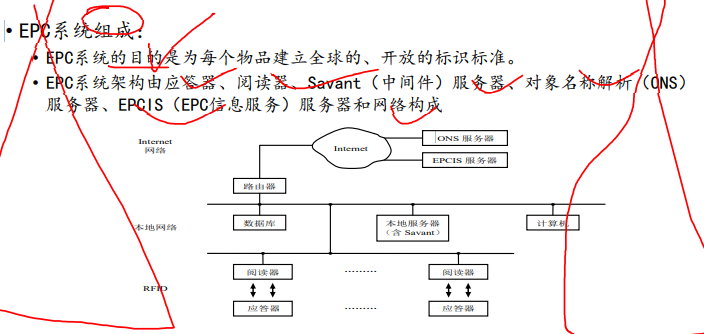 • EPC系统组成：
• EPC系统的目的是为每个物品建立全球的、开放的标识标准。
• EPC系统架构由应答器、阅读器、Savant（中间件）服务器、对象名称解析（ONS）
服务器、EPCIS（EPC信息服务）服务器和网络构成
Internet
网络
Internet
ONS 服务器
EPCIS 服务器
路由器
本地网络
数据库
本地服务器
（含 Savant）
计算机
阅读器
………
阅读器
RFID
应答器
………
应答器